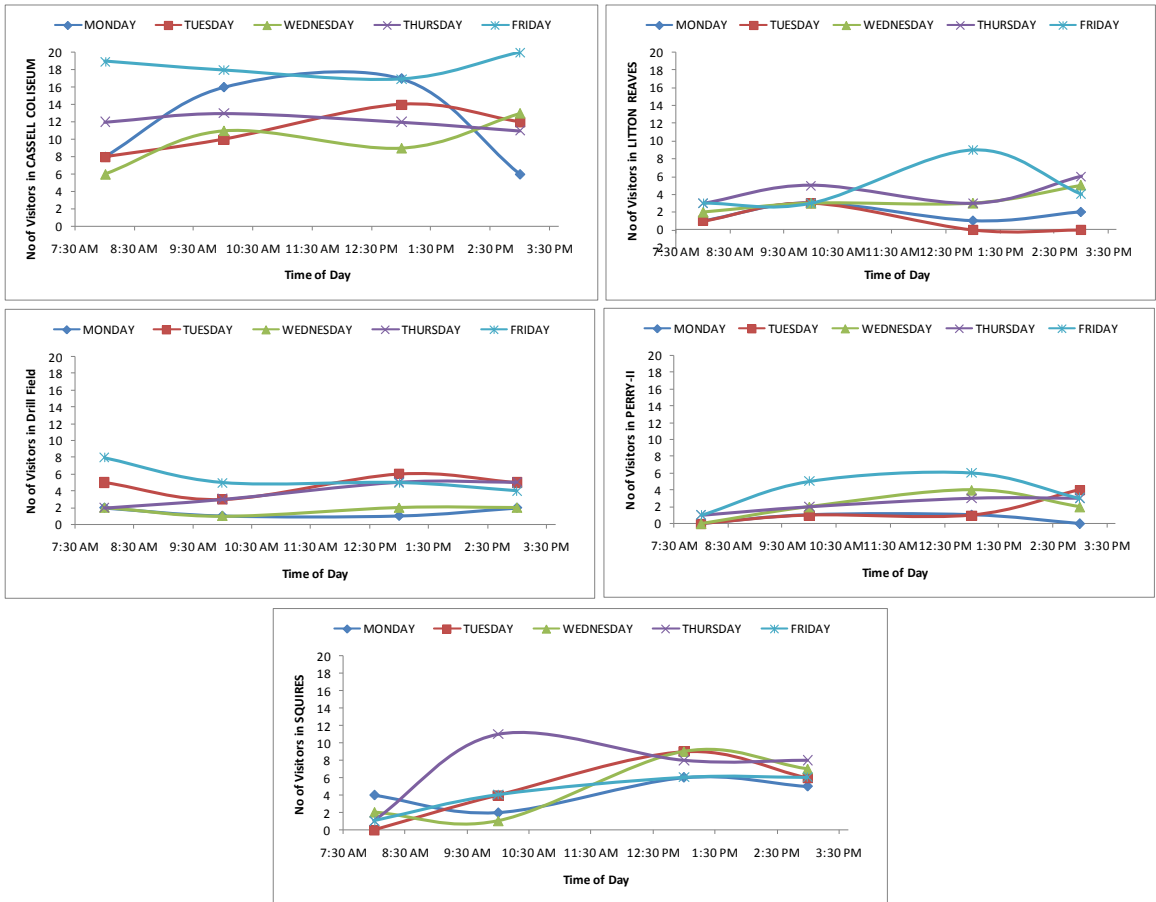 MONDAY TUESDAY WEDNESDAY THURSDAY FRIDAY
No of Visitors in CASSELL COLISEUM
20
18
16
14
12
10
8
6
4
2
0
7:30 AM 8:30 AM 9:30 AM 10:30 AM 11:30 AM 12:30 PM 1:30 PM 2:30 PM 3:30 PM
Time of Day
MONDAY TUESDAY WEDNESDAY THURSDAY FRIDAY
No of Visitors in LITTON REAVES
20
18
16
14
12
10
8
6
4
2
0
-2
7:30 AM 8:30 AM 9:30 AM 10:30 AM 11:30 AM 12:30 PM 1:30 PM 2:30 PM 3:30 PM
Time of Day
MONDAY TUESDAY WEDNESDAY THURSDAY FRIDAY
No of Visitors in Drill Field
20
18
16
14
12
10
8
6
4
2
0
7:30 AM 8:30 AM 9:30 AM 10:30 AM 11:30 AM 12:30 PM 1:30 PM 2:30 PM 3:30 PM
Time of Day
MONDAY TUESDAY WEDNESDAY THURSDAY FRIDAY
No of Visitors in PERRY-II
20
18
16
14
12
10
8
6
4
2
0
7:30 AM 8:30 AM 9:30 AM 10:30 AM 11:30 AM 12:30 PM 1:30 PM 2:30 PM 3:30 PM
Time of Day
MONDAY TUESDAY WEDNESDAY THURSDAY FRIDAY
No of Visitors in SQUIRES
20
18
16
14
12
10
8
6
4
2
0
7:30 AM 8:30 AM 9:30 AM 10:30 AM 11:30 AM 12:30 PM 1:30 PM 2:30 PM 3:30 PM
Time of Day